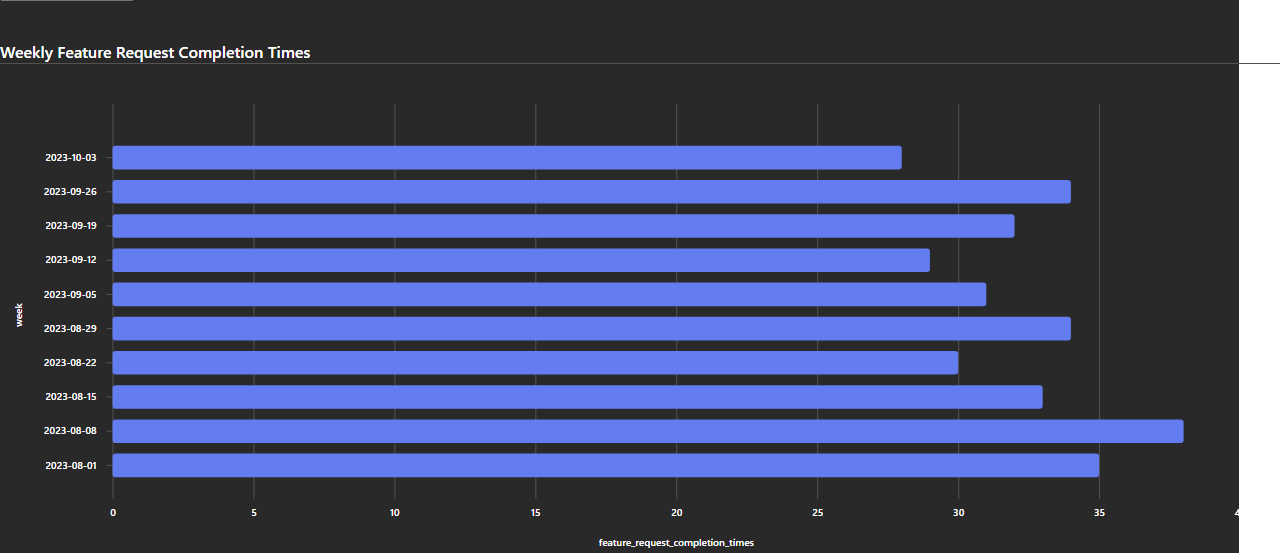 Weekly Feature Request Completion Times
2023-10-03
2023-09-26
2023-09-19
2023-09-12
2023-09-05
week
2023-08-29
2023-08-22
2023-08-15
2023-08-08
2023-08-01
0 5 10 15 20 25 30 35
feature_request_completion_times